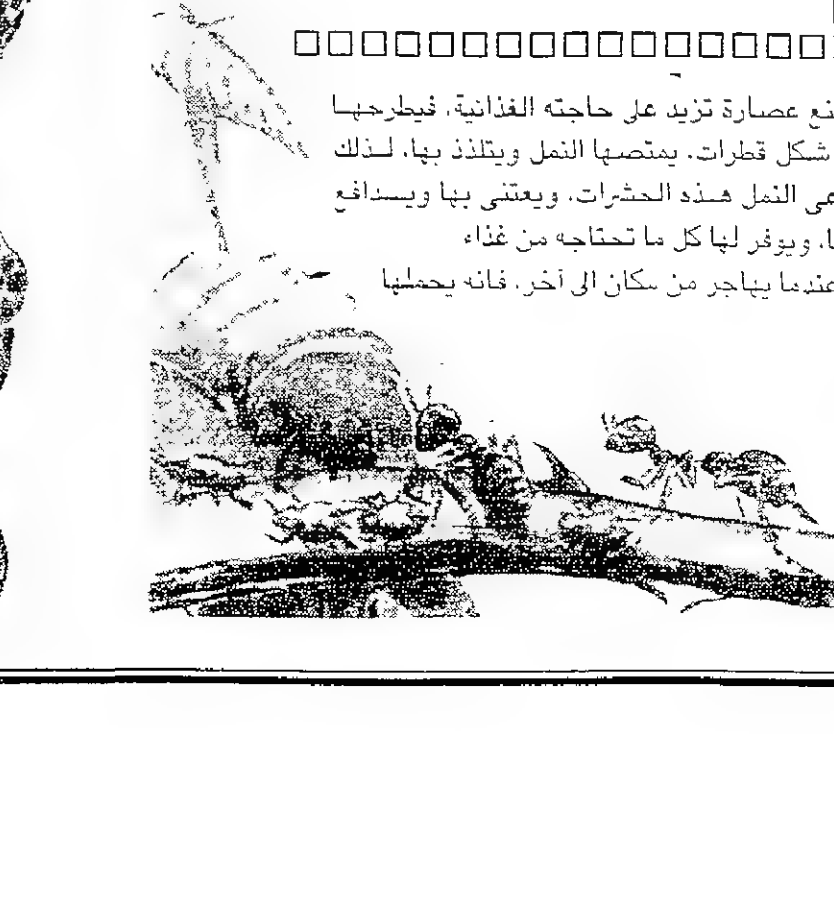 نع عصارة تزيد على حاجته الغذائية، فيطرحها
شكل قطرات، يمتصها النمل ويتلذذ بها، لذلك
عى النمل هذه الحشرات، ويعتني بها ويدافع
ا، ويوفر لها كل ما تحتاجه من غذاء
عندما يهاجر من مكان الى آخر، فانه يحملها